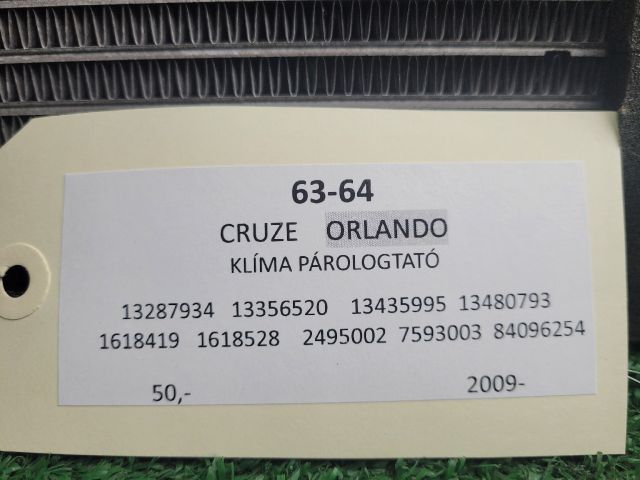 63-64
CRUZE ORLANDO
KLÍMA PÁROLOGTATÓ
13287934 13356520 13435995 13480793
1618419 1618528 2495002 7593003 84096254
50,- 2009-